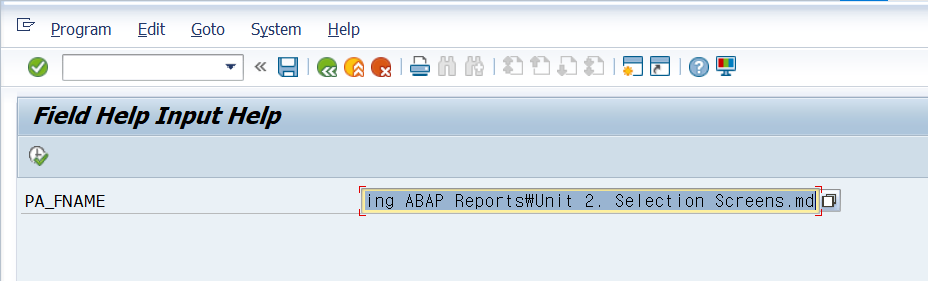 Program Edit Goto System Help
Field Help Input Help
PA_FNAME ing ABAP Reports₩Unit 2. Selection Screens.md